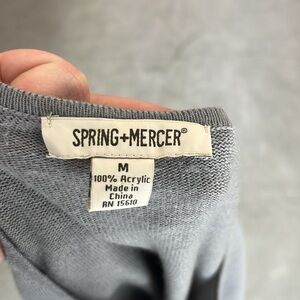 SPRING+MERCER®
M
100% Acrylic
Made in
China
RN 15610